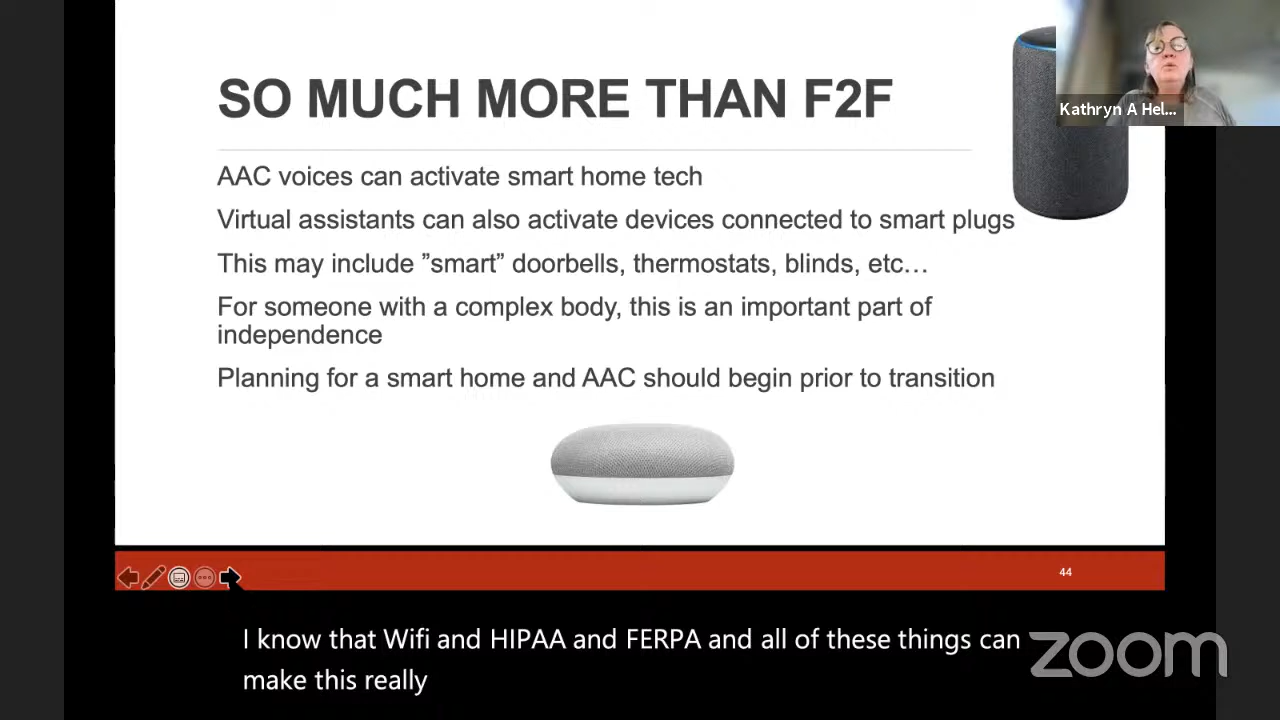 SO MUCH MORE THAN F2F
Kathryn A Hel...
AAC voices can activate smart home tech
Virtual assistants can also activate devices connected to smart plugs
This may include ”smart” doorbells, thermostats, blinds, etc…
For someone with a complex body, this is an important part of
independence
Planning for a smart home and AAC should begin prior to transition
44
I know that Wifi and HIPAA and FERPA and all of these things can
make this really
zoom